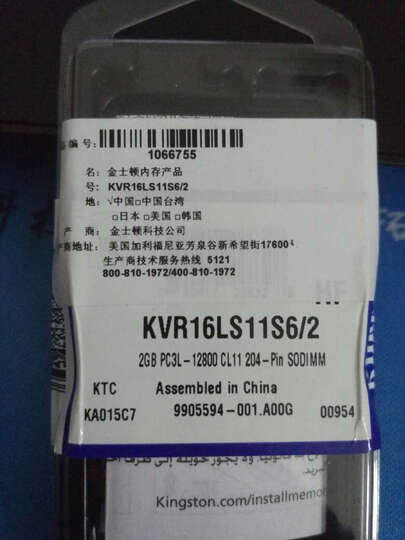 编号:
1066755
名: 金士顿内存产品
号: KVR16LS11S6/2
地: √中国□中国台湾
□日本 □美国 □韩国
产 商: 金士顿科技公司
产商地址: 美国加利福尼亚芳泉谷新希望街17600
生产商技术服务热线 5121
800-810-1972/400-810-1972
KVR16LS11S6/2
2GB PC3L-12800 CL11 204-Pin SODIMM
KTC Assembled in China
KA015C7 9905594-001.A00G 00954
Kingston.com/installmemo